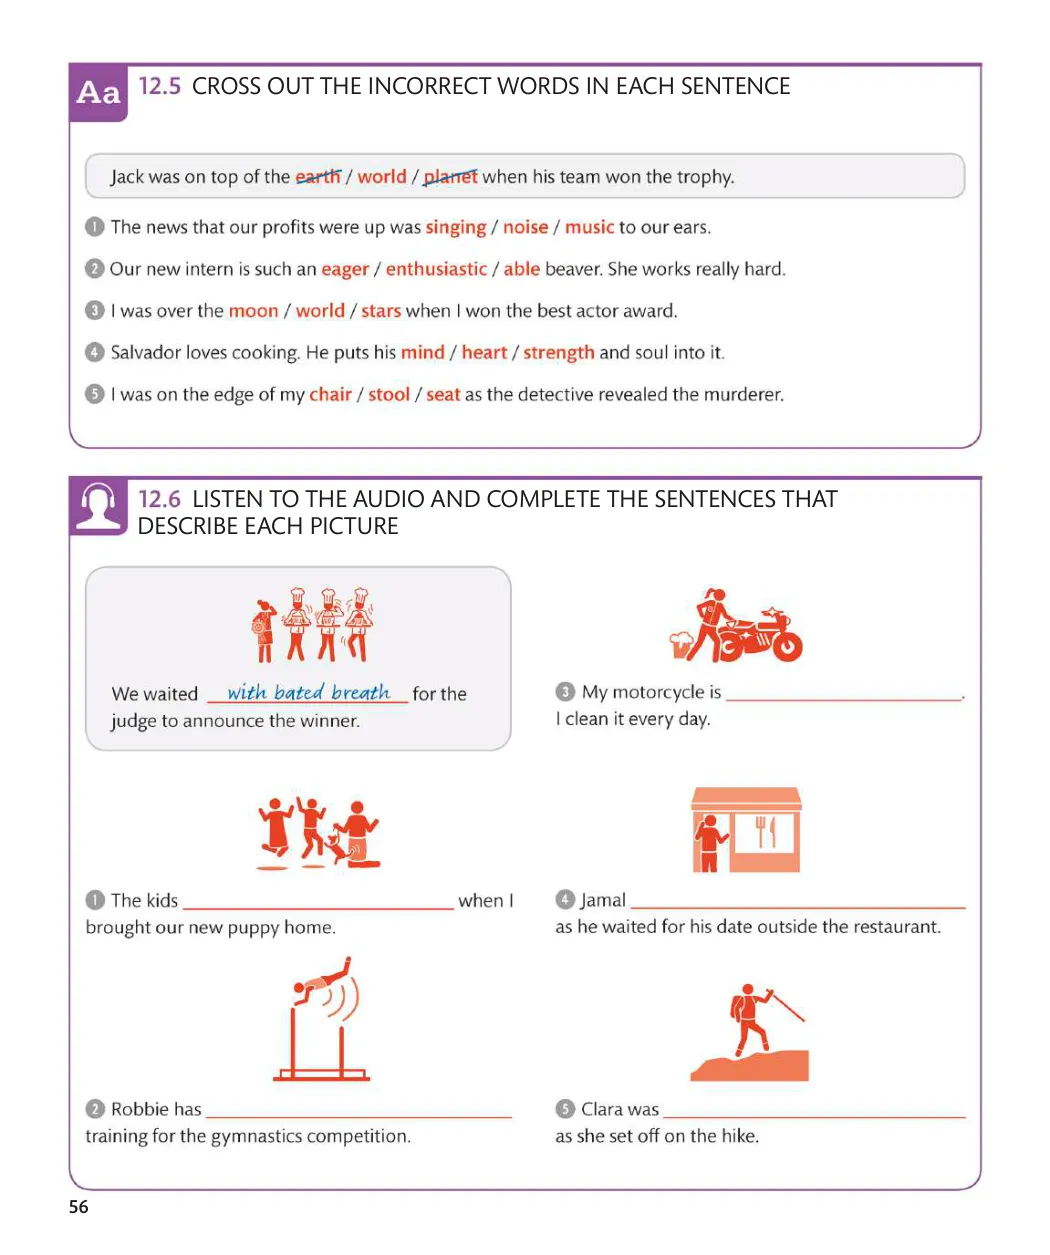 Aa 12.5 CROSS OUT THE INCORRECT WORDS IN EACH SENTENCE
Jack was on top of the earth / world / planet when his team won the trophy.
1 The news that our profits were up was singing / noise / music to our ears.
2 Our new intern is such an eager / enthusiastic / able beaver. She works really hard.
3 I was over the moon / world / stars when I won the best actor award.
4 Salvador loves cooking. He puts his mind / heart / strength and soul into it.
5 I was on the edge of my chair / stool / seat as the detective revealed the murderer.
12.6 LISTEN TO THE AUDIO AND COMPLETE THE SENTENCES THAT
DESCRIBE EACH PICTURE
We waited with bated breath for the
judge to announce the winner.
1 The kids ______ when I
brought our new puppy home.
2 Robbie has ______
training for the gymnastics competition.
3 My motorcycle is ______.
I clean it every day.
4 Jamal ______
as he waited for his date outside the restaurant.
5 Clara was ______
as she set off on the hike.
56